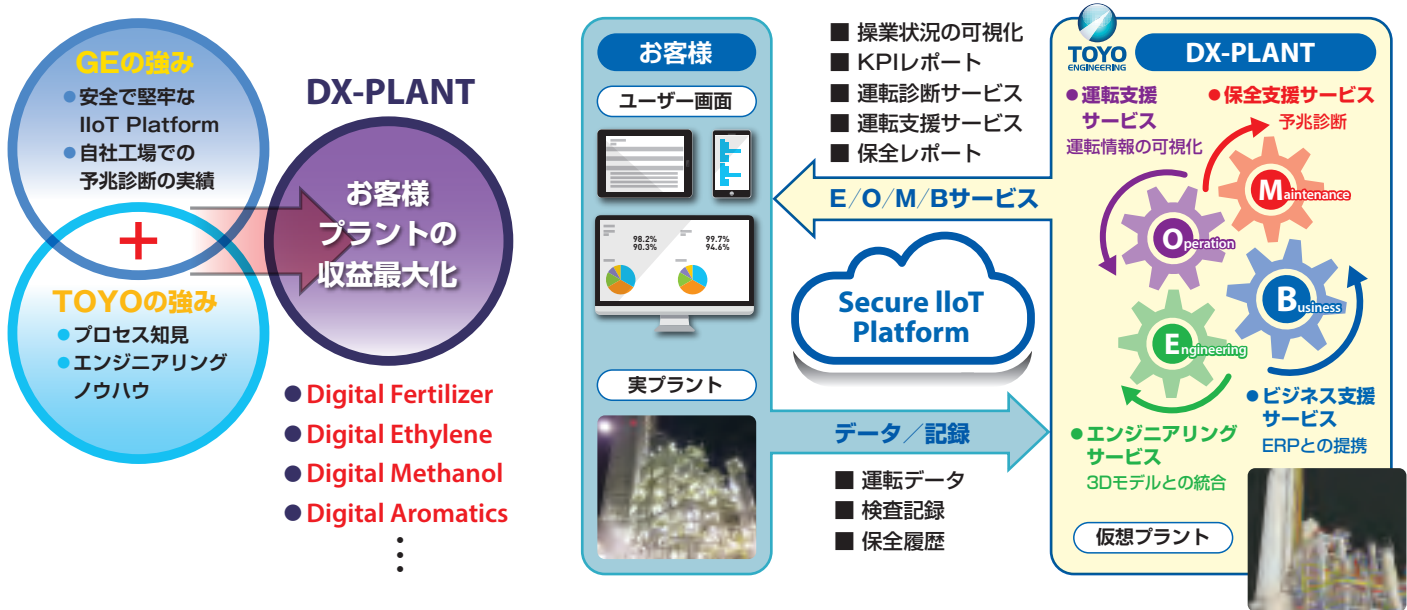 GEの強み
●安全で堅牢な
IIoT Platform
●自社工場での
予兆診断の実績
+
TOYOの強み
●プロセス知見
●エンジニアリング
ノウハウ
DX-PLANT
お客様
プラントの
収益最大化
●Digital Fertilizer
●Digital Ethylene
●Digital Methanol
●Digital Aromatics
お客様
ユーザー画面
98.2%
90.3%
99.7%
94.6%
実プラント
■ 操業状況の可視化
■ KPIレポート
■ 運転診断サービス
■ 運転支援サービス
■ 保全レポート
E/O/M/Bサービス
Secure IIoT
Platform
データ/記録
■ 運転データ
■ 検査記録
■ 保全履歴
TOYO
ENGINEERING
DX-PLANT
●運転支援
サービス
運転情報の可視化
●保全支援サービス
予兆診断
Maintenance
Operation
Business
Engineering
●ビジネス支援
サービス
ERPとの提携
●エンジニアリング
サービス
3Dモデルとの統合
仮想プラント